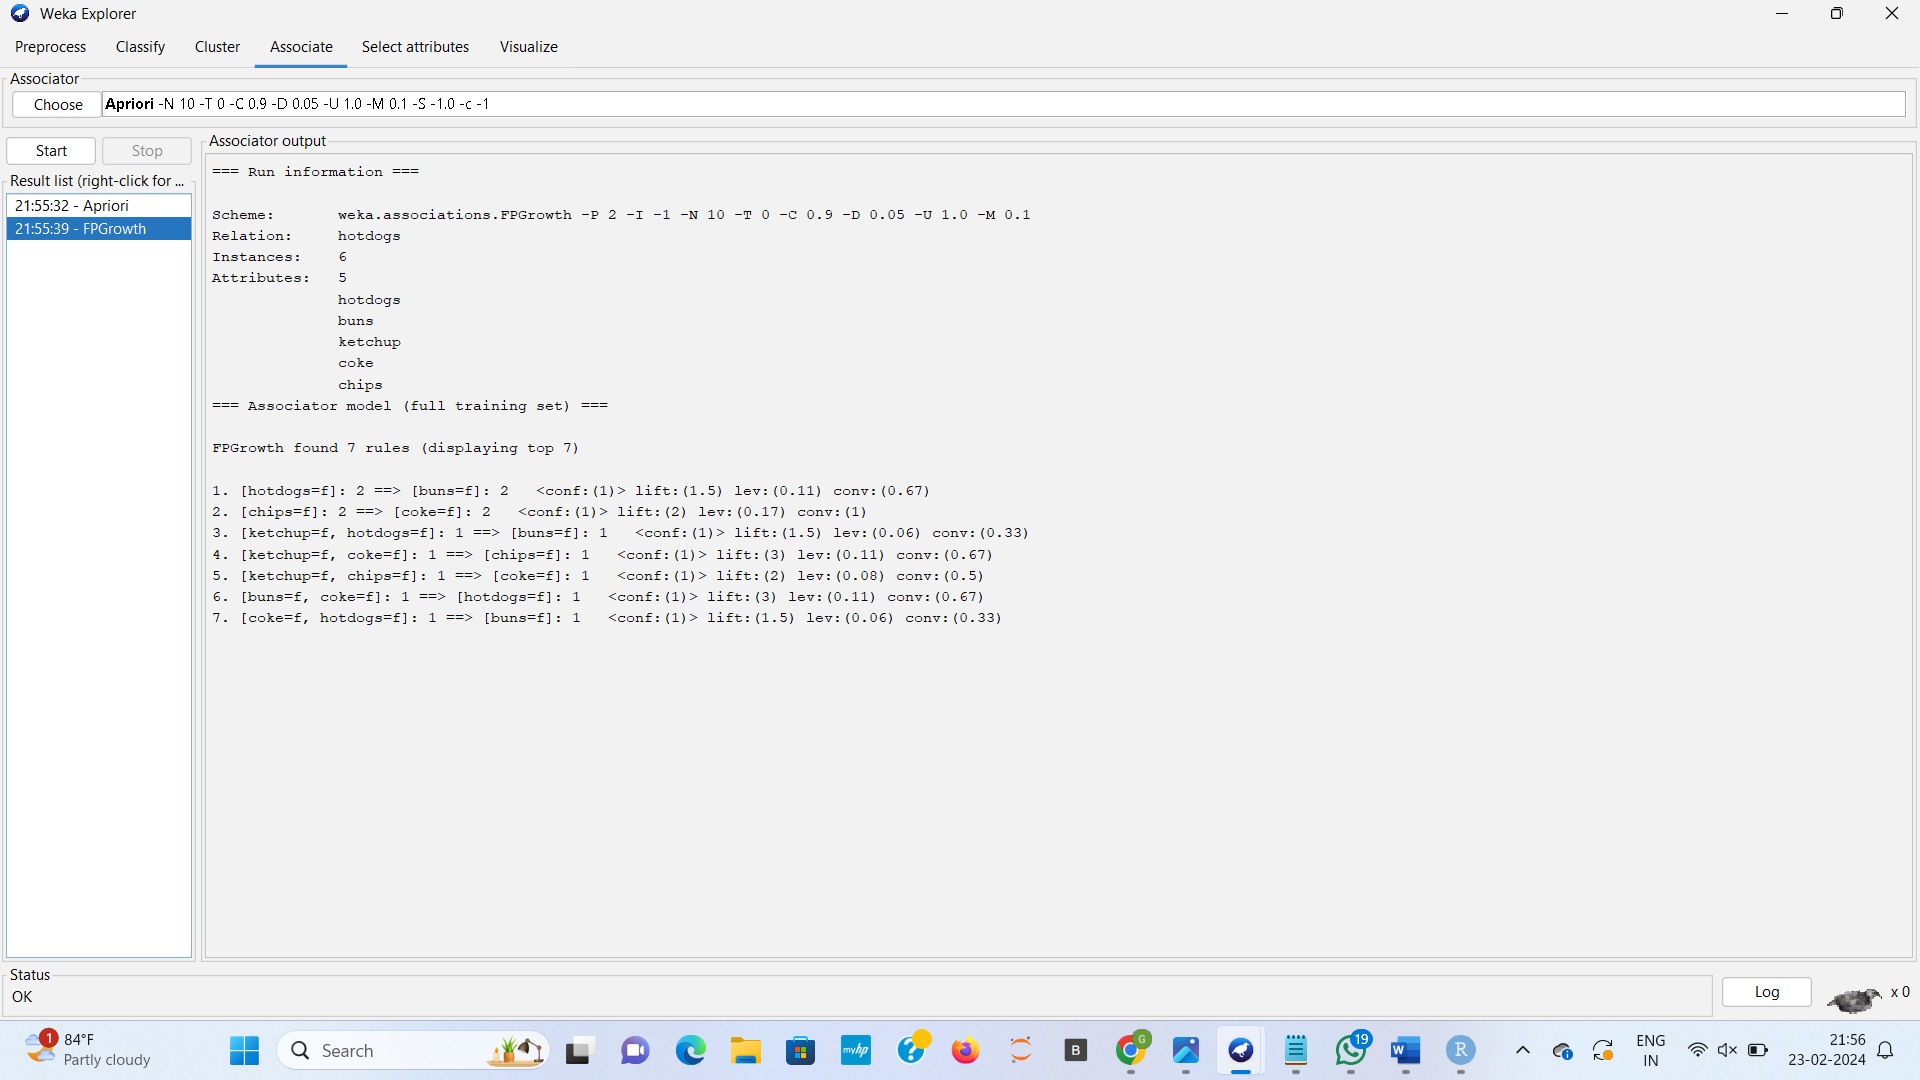 Weka Explorer
Preprocess Classify Cluster Associate Select attributes Visualize
Associator
Choose Apriori -N 10 -T 0 -C 0.9 -D 0.05 -U 1.0 -M 0.1 -S -1.0 -c -1
Start Stop
Result list (right-click for ...
21:55:32 - Apriori
21:55:39 - FPGrowth
Associator output
=== Run information ===
Scheme: weka.associations.FPGrowth -P 2 -I -1 -N 10 -T 0 -C 0.9 -D 0.05 -U 1.0 -M 0.1
Relation: hotdogs
Instances: 6
Attributes: 5
hotdogs
buns
ketchup
coke
chips
=== Associator model (full training set) ===
FPGrowth found 7 rules (displaying top 7)
1. [hotdogs=f]: 2 ==> [buns=f]: 2 <conf:(1)> lift:(1.5) lev:(0.11) conv:(0.67)
2. [chips=f]: 2 ==> [coke=f]: 2 <conf:(1)> lift:(2) lev:(0.17) conv:(1)
3. [ketchup=f, hotdogs=f]: 1 ==> [buns=f]: 1 <conf:(1)> lift:(1.5) lev:(0.06) conv:(0.33)
4. [ketchup=f, coke=f]: 1 ==> [chips=f]: 1 <conf:(1)> lift:(3) lev:(0.11) conv:(0.67)
5. [ketchup=f, chips=f]: 1 ==> [coke=f]: 1 <conf:(1)> lift:(2) lev:(0.08) conv:(0.5)
6. [buns=f, coke=f]: 1 ==> [hotdogs=f]: 1 <conf:(1)> lift:(3) lev:(0.11) conv:(0.67)
7. [coke=f, hotdogs=f]: 1 ==> [buns=f]: 1 <conf:(1)> lift:(1.5) lev:(0.06) conv:(0.33)
Status
OK
Log
x 0
1
84°F
Partly cloudy
Search
myhp
?
B
G
19
W
R
ENG
IN
21:56
23-02-2024